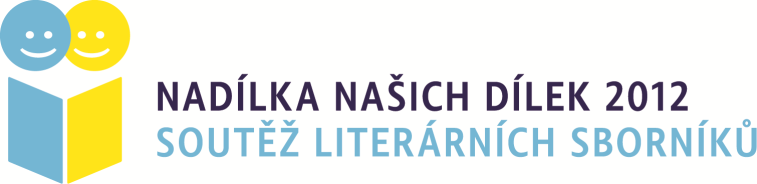 NADÍLKA NAŠICH DÍLEK 2012
SOUTĚŽ LITERÁRNÍCH SBORNÍKŮ